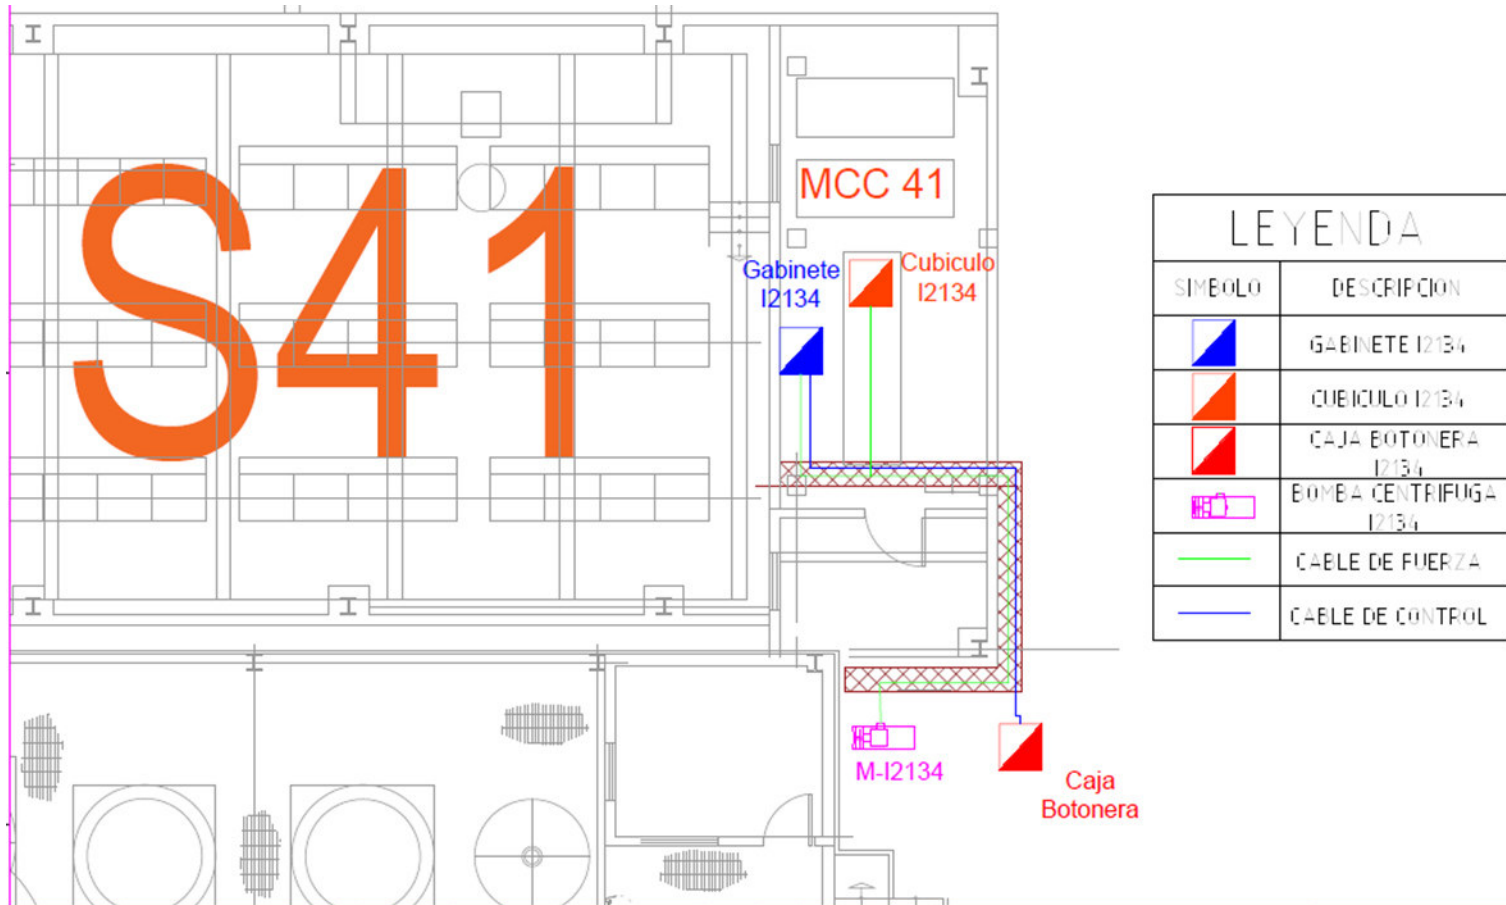 S41
MCC 41
Gabinete
I2134
Cubiculo
I2134
M-I2134
Caja
Botonera
LEYENDA
SIMBOLO DESCRIPCION
GABINETE I2134
CUBICULO I2134
CAJA BOTONERA
I2134
BOMBA CENTRIFUGA
I2134
CABLE DE FUERZA
CABLE DE CONTROL